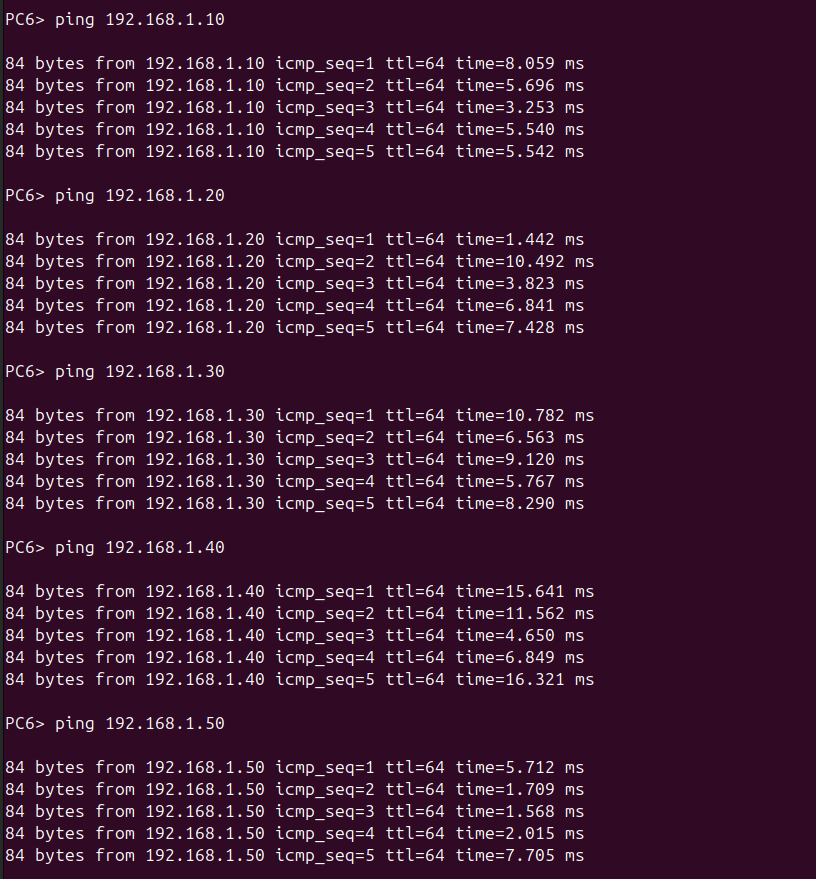 PC6> ping 192.168.1.10
84 bytes from 192.168.1.10 icmp_seq=1 ttl=64 time=8.059 ms
84 bytes from 192.168.1.10 icmp_seq=2 ttl=64 time=5.696 ms
84 bytes from 192.168.1.10 icmp_seq=3 ttl=64 time=3.253 ms
84 bytes from 192.168.1.10 icmp_seq=4 ttl=64 time=5.540 ms
84 bytes from 192.168.1.10 icmp_seq=5 ttl=64 time=5.542 ms
PC6> ping 192.168.1.20
84 bytes from 192.168.1.20 icmp_seq=1 ttl=64 time=1.442 ms
84 bytes from 192.168.1.20 icmp_seq=2 ttl=64 time=10.492 ms
84 bytes from 192.168.1.20 icmp_seq=3 ttl=64 time=3.823 ms
84 bytes from 192.168.1.20 icmp_seq=4 ttl=64 time=6.841 ms
84 bytes from 192.168.1.20 icmp_seq=5 ttl=64 time=7.428 ms
PC6> ping 192.168.1.30
84 bytes from 192.168.1.30 icmp_seq=1 ttl=64 time=10.782 ms
84 bytes from 192.168.1.30 icmp_seq=2 ttl=64 time=6.563 ms
84 bytes from 192.168.1.30 icmp_seq=3 ttl=64 time=9.120 ms
84 bytes from 192.168.1.30 icmp_seq=4 ttl=64 time=5.767 ms
84 bytes from 192.168.1.30 icmp_seq=5 ttl=64 time=8.290 ms
PC6> ping 192.168.1.40
84 bytes from 192.168.1.40 icmp_seq=1 ttl=64 time=15.641 ms
84 bytes from 192.168.1.40 icmp_seq=2 ttl=64 time=11.562 ms
84 bytes from 192.168.1.40 icmp_seq=3 ttl=64 time=4.650 ms
84 bytes from 192.168.1.40 icmp_seq=4 ttl=64 time=6.849 ms
84 bytes from 192.168.1.40 icmp_seq=5 ttl=64 time=16.321 ms
PC6> ping 192.168.1.50
84 bytes from 192.168.1.50 icmp_seq=1 ttl=64 time=5.712 ms
84 bytes from 192.168.1.50 icmp_seq=2 ttl=64 time=1.709 ms
84 bytes from 192.168.1.50 icmp_seq=3 ttl=64 time=1.568 ms
84 bytes from 192.168.1.50 icmp_seq=4 ttl=64 time=2.015 ms
84 bytes from 192.168.1.50 icmp_seq=5 ttl=64 time=7.705 ms